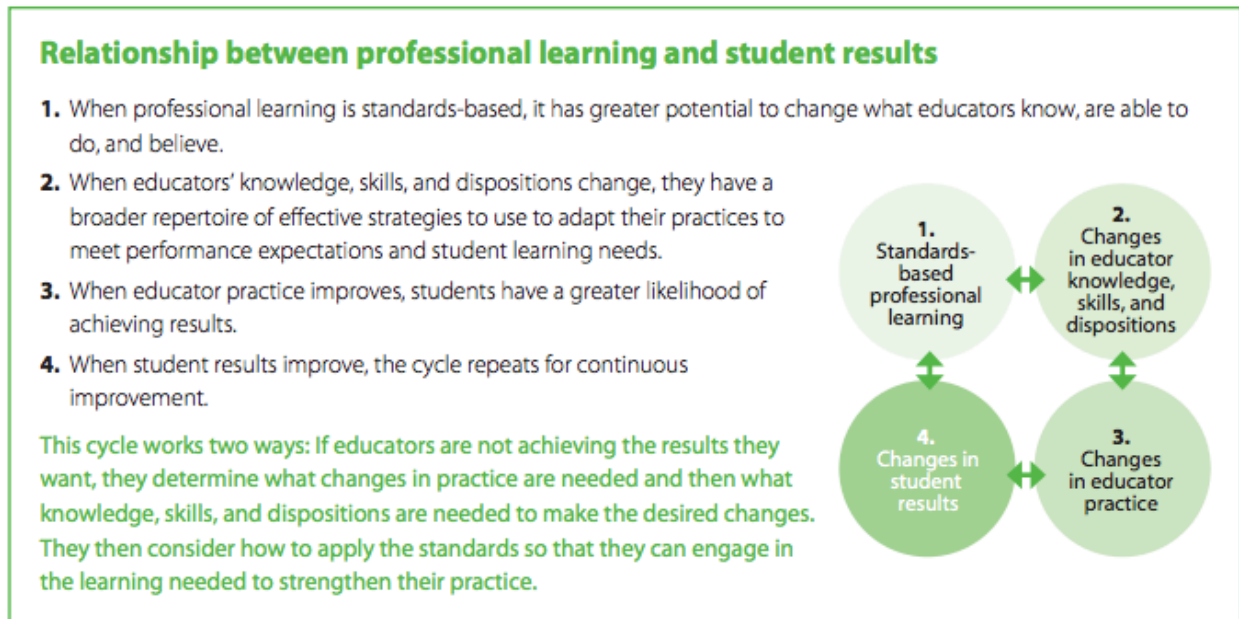 Relationship between professional learning and student results
1. When professional learning is standards-based, it has greater potential to change what educators know, are able to
do, and believe.
2. When educators’ knowledge, skills, and dispositions change, they have a
broader repertoire of effective strategies to use to adapt their practices to
meet performance expectations and student learning needs.
3. When educator practice improves, students have a greater likelihood of
achieving results.
4. When student results improve, the cycle repeats for continuous
improvement.
This cycle works two ways: If educators are not achieving the results they
want, they determine what changes in practice are needed and then what
knowledge, skills, and dispositions are needed to make the desired changes.
They then consider how to apply the standards so that they can engage in
the learning needed to strengthen their practice.
1.
Standards-
based
professional
learning
2.
Changes
in educator
knowledge,
skills, and
dispositions
4.
Changes in
student
results
3.
Changes
in educator
practice